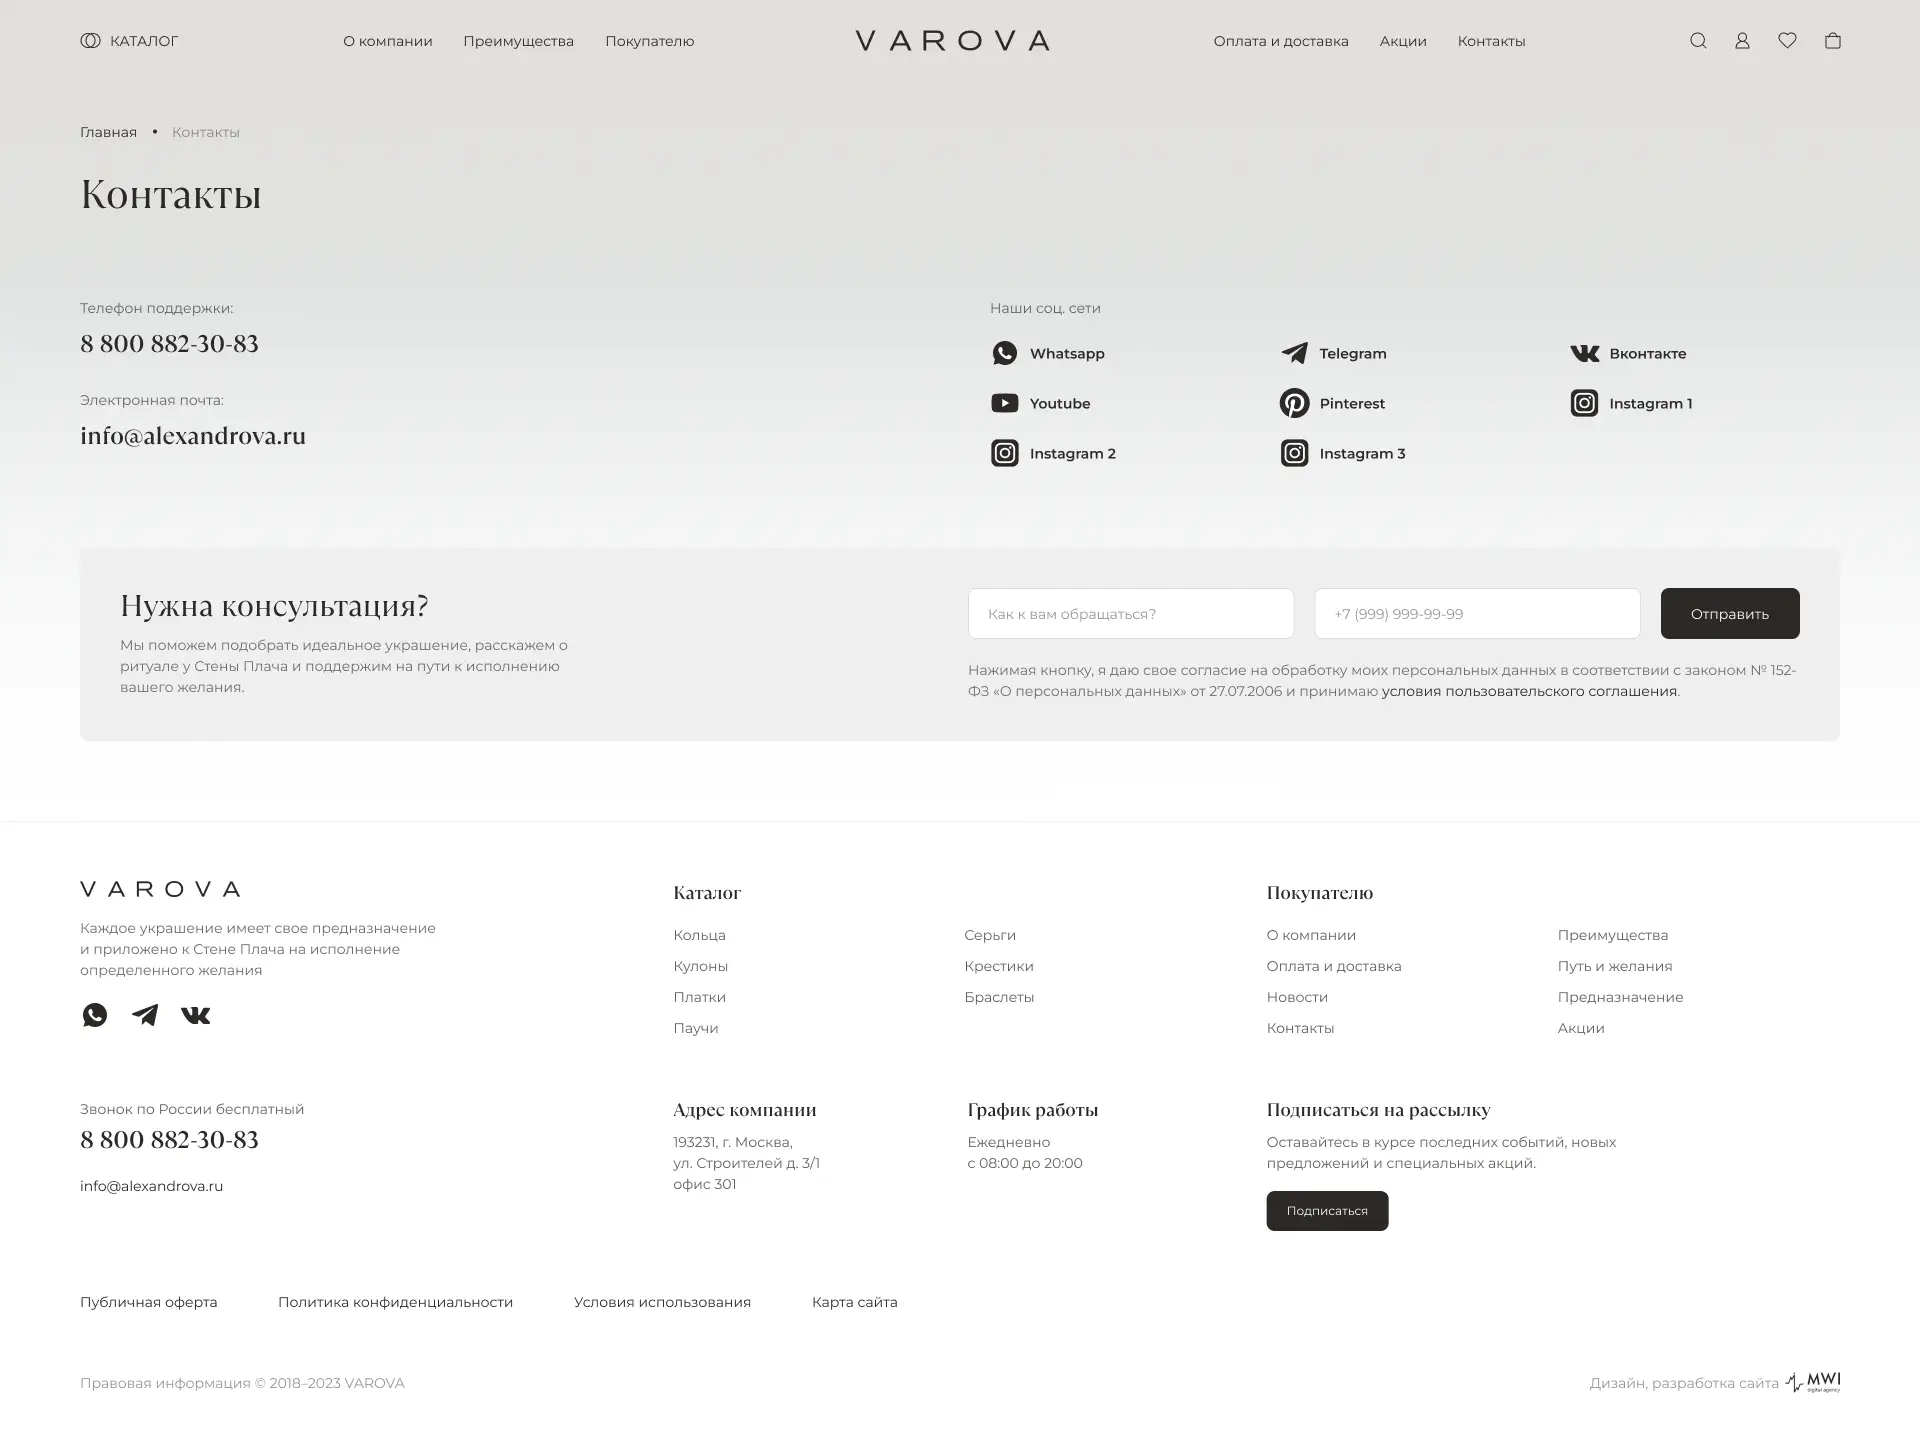 КАТАЛОГ
О компании
Преимущества
Покупателю
VAROVA
Оплата и доставка
Акции
Контакты
Главная • Контакты
Контакты
Телефон поддержки:
8 800 882-30-83
Электронная почта:
info@alexandrova.ru
Наши соц. сети
Whatsapp
Telegram
Вконтакте
Youtube
Pinterest
Instagram 1
Instagram 2
Instagram 3
Нужна консультация?
Мы поможем подобрать идеальное украшение, расскажем о
ритуале у Стены Плача и поддержим на пути к исполнению
вашего желания.
Как к вам обращаться?
+7 (999) 999-99-99
Отправить
Нажимая кнопку, я даю свое согласие на обработку моих персональных данных в соответствии с законом № 152-
ФЗ «О персональных данных» от 27.07.2006 и принимаю условия пользовательского соглашения.
VAROVA
Каждое украшение имеет свое предназначение
и приложено к Стене Плача на исполнение
определенного желания
Каталог
Кольца
Серьги
Кулоны
Крестики
Платки
Браслеты
Паучи
Покупателю
О компании
Преимущества
Оплата и доставка
Путь и желания
Новости
Предназначение
Контакты
Акции
Звонок по России бесплатный
8 800 882-30-83
info@alexandrova.ru
Адрес компании
193231, г. Москва,
ул. Строителей д. 3/1
офис 301
График работы
Ежедневно
с 08:00 до 20:00
Подписаться на рассылку
Оставайтесь в курсе последних событий, новых
предложений и специальных акций.
Подписаться
Публичная оферта
Политика конфиденциальности
Условия использования
Карта сайта
Правовая информация © 2018–2023 VAROVA
Дизайн, разработка сайта
MWI
digital agency